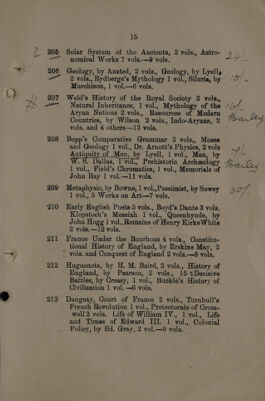 15
2 205 Solar System of the Ancients, 2 vols., Astro-
nomical Works 7 vols.—9 vols. 24/-
206 Geology, by Ansted, 2 vols., Geology, by Lyell,
2 vols., Rydberge's Mythology 1 vol., Siluria, by
Murchison, 1 vol.—6 vols. 15/-
207 Weld's History of the Royal Society 2 vols.,
Natural Inheritance, 1 vol., Mythology of the
Aryan Nations 2 vols., Resources of Modern
Countries, by Wilson 2 vols., Indo-Aryans, 2
vols. and 4 others—13 vols. 16/- Bailey
208 Bopp's Comparative Grammar 3 vols., Moses
and Geology 1 vol., Dr. Arnott's Physics, 2 vols
Antiquity of Men, by Lyell, 1 vol., Man, by
W. S. Dallas, 1 vol., Prehistoric Archæology
1 vol., Field's Chromatics, 1 vol., Memorials of
John Ray 1 vol.—11 vols. 7/- Bailey
209 Metaphysic, by Bowne, 1 vol., Pessimist, by Sowey
1 vol., 5 Works on Art—7 vols. 30/-
210 Early English Poets 5 vols., Boyd's Dante 3 vols.
Klopstock's Messiah 1 vol., Queenhynde, by
John Hogg 1 vol., Remains of Henry Kirke White
2 vols.—12 vols.
211 France Under the Bourbons 4 vols., Constitu-
tional History of England, by Erskine May, 2
vols. and Conquest of England 2 vols.—8 vols.
212 Huguenots, by H. M. Baird, 2 vols., History of
England, by Pearson, 2 vols., 15 Decisive
Battles, by Creasy, 1 vol., Buckle's History of
Civilisation 1 vol.—6 vols.
213 Dangeay, Court of France 2 vols., Turnbull's
French Revolution 1 vol., Protectorate of Crom-
well 2 vols. Life of William IV., 1 vol., Life
and Times of Edward III. 1 vol., Colonial
Policy, by Ed. Gray, 2 vol.—9 vols.